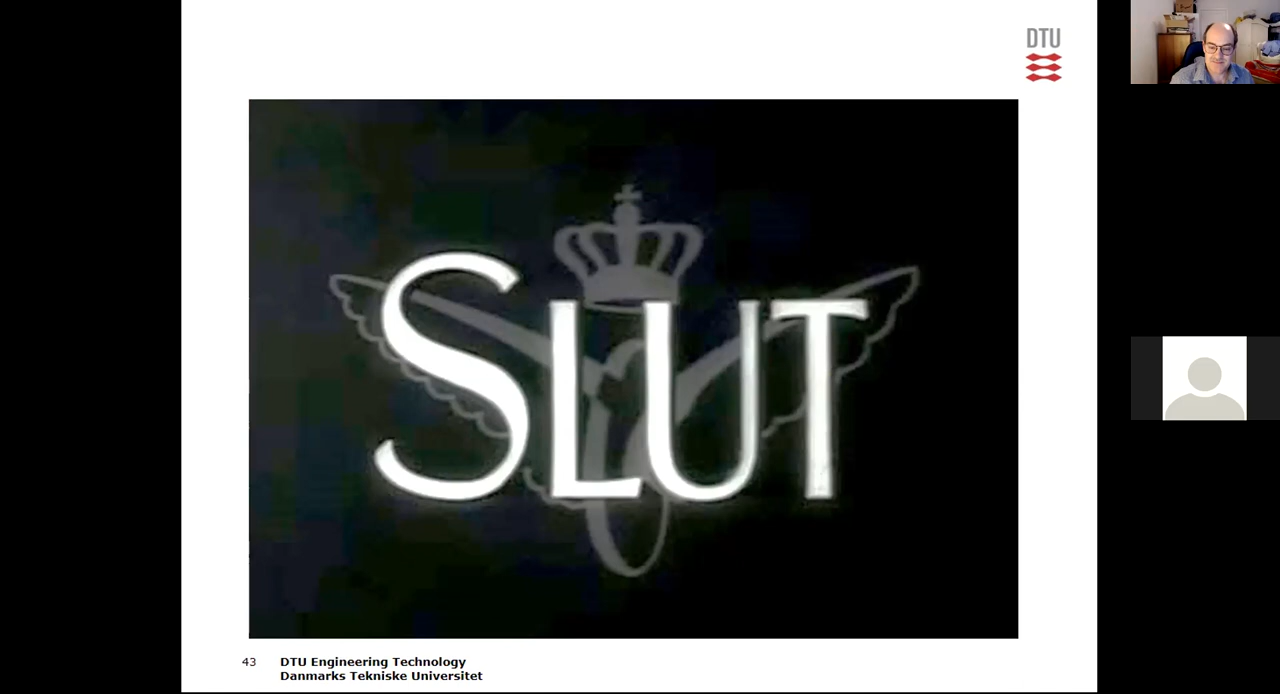 DTU
SLUT
43 DTU Engineering Technology
Danmarks Tekniske Universitet